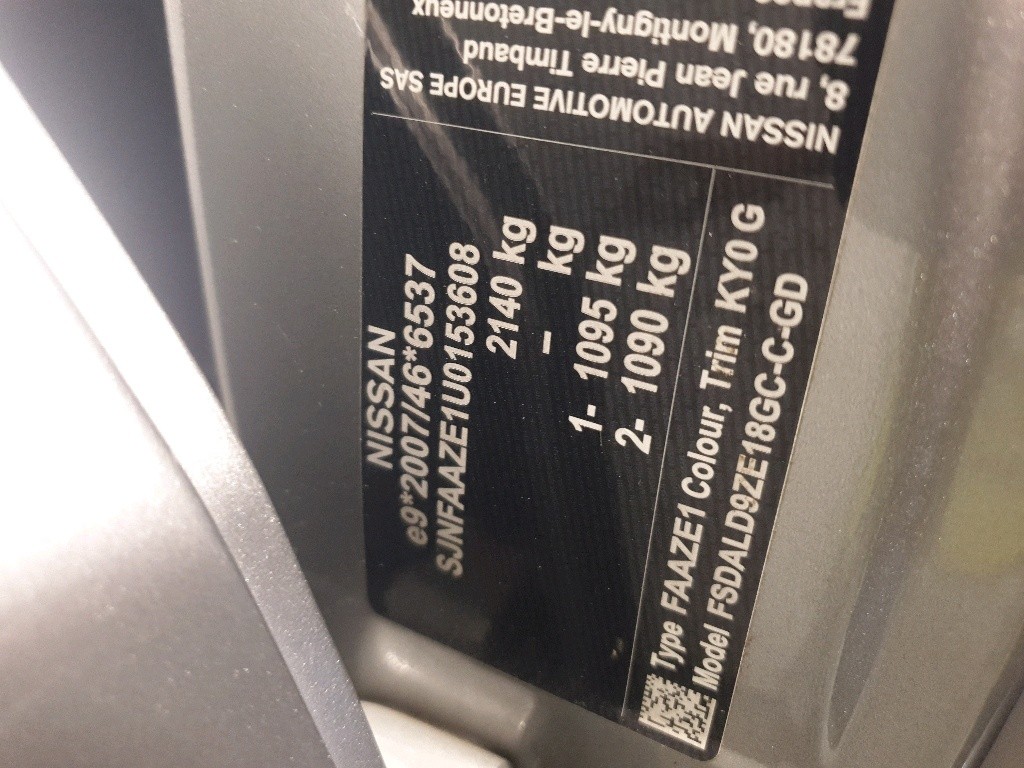 NISSAN AUTOMOTIVE EUROPE SAS
8, rue Jean Pierre Timbaud
78180, Montigny-le-Bretonneux
France
NISSAN
e9*2007/46*6537
SJNFAAZE1U0153608
2140 kg
– kg
1- 1095 kg
2- 1090 kg
Type FAAZE1 Colour, Trim KY0 G
Model FSDALD9ZE18GC-C-GD